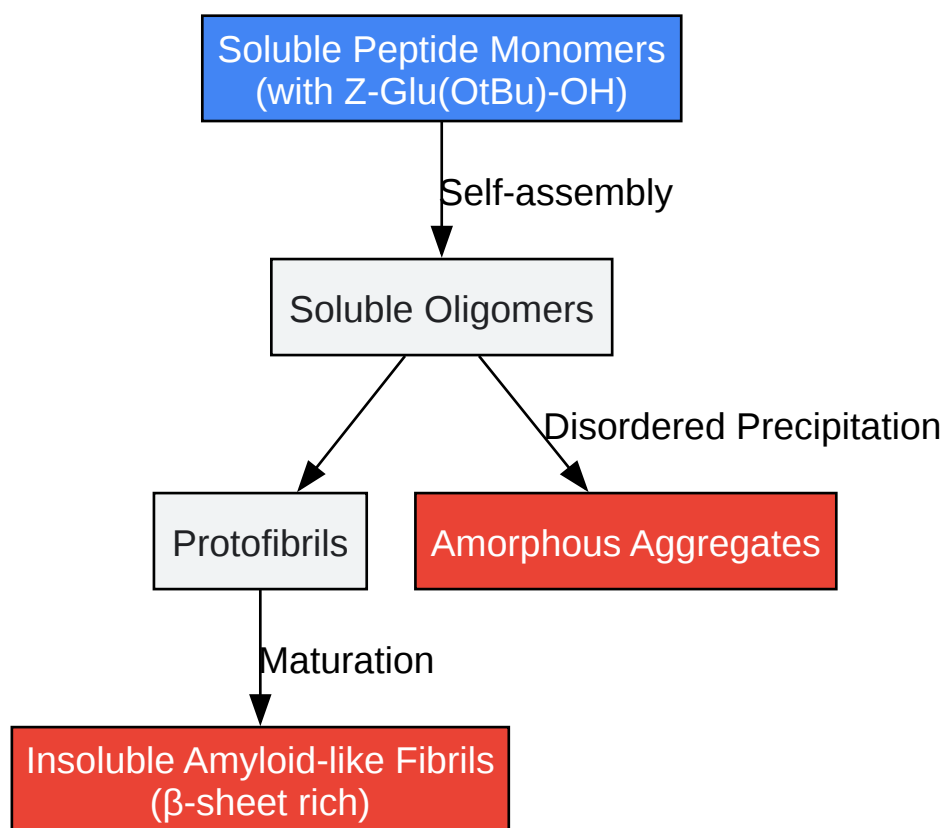 Soluble Peptide Monomers
(with Z-Glu(OtBu)-OH)
Self-assembly
Soluble Oligomers
Disordered Precipitation
Protofibrils
Amorphous Aggregates
Maturation
Insoluble Amyloid-like Fibrils
(β-sheet rich)